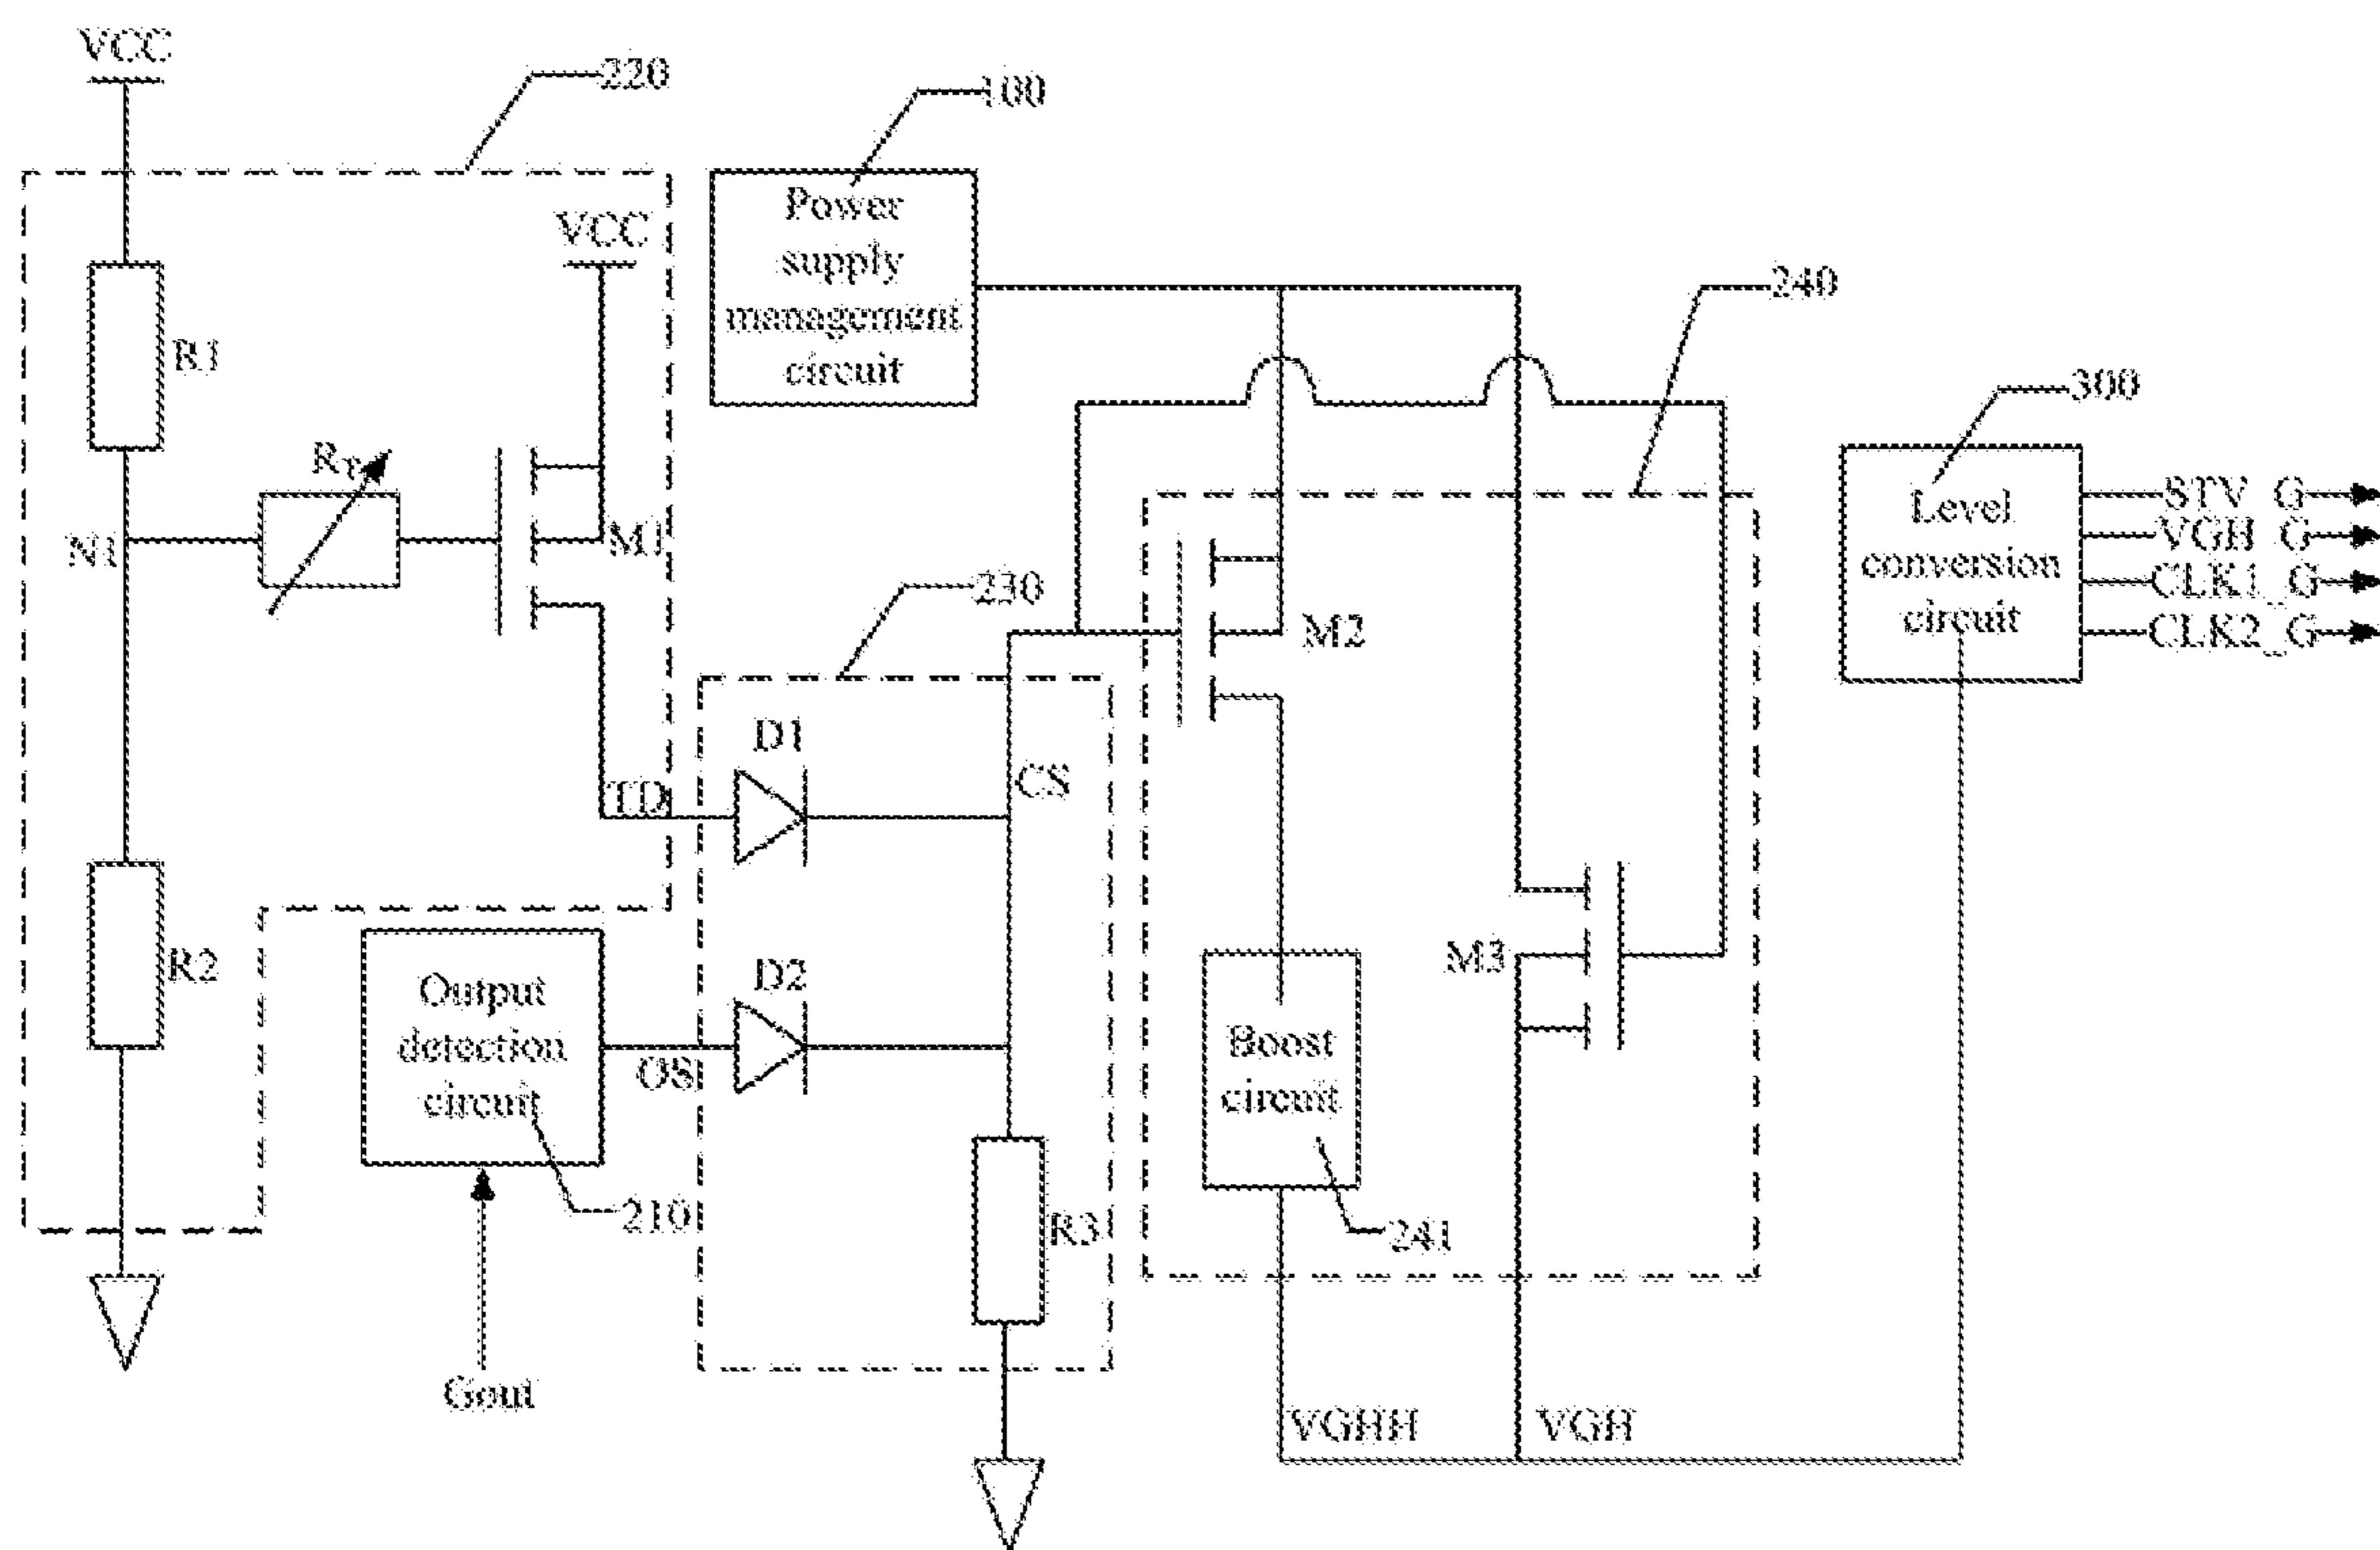 VCC
220
100
Power
supply
management
circuit
VCC
240
R1
300
RT
Level
conversion
circuit
STV_G
VGH_G
CLK1_G
CLK2_G
N1
M1
230
M2
D1
CS
TD
R2
M3
Output
detection
circuit
D2
OS
Boost
circuit
210
R3
241
Gout
VGHH
VGH